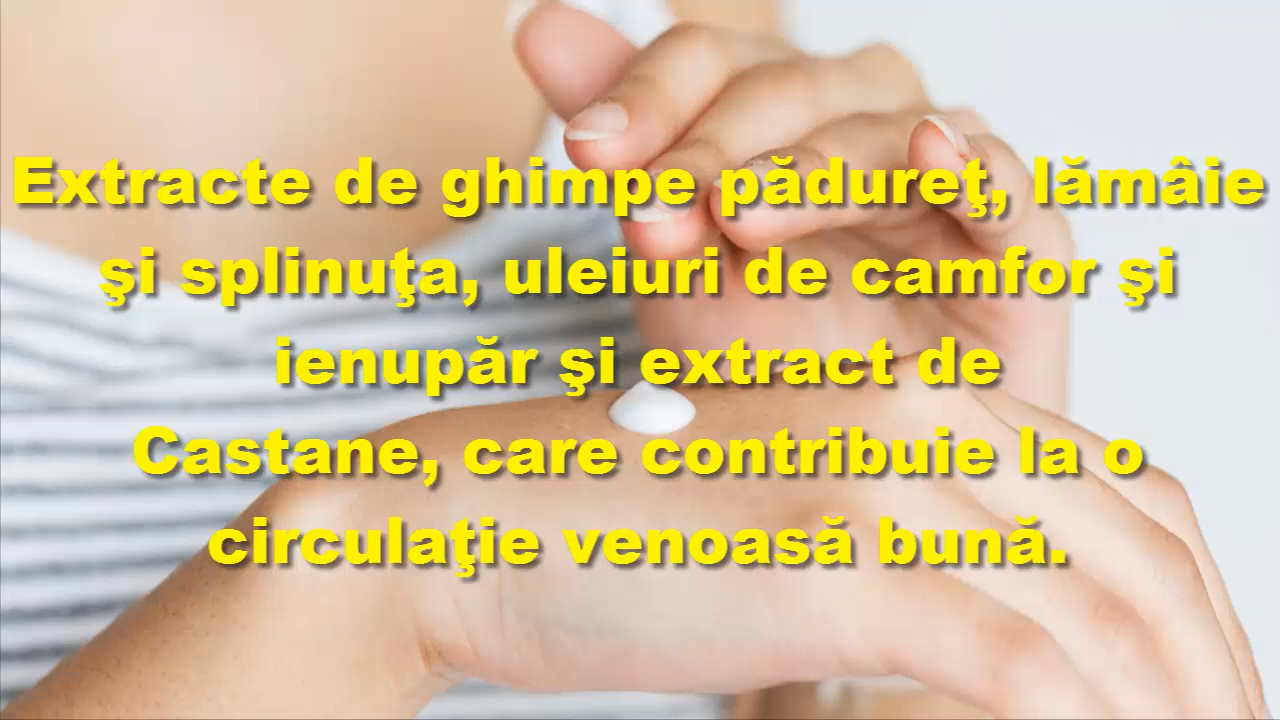 Extracte de ghimpe pădureţ, lămâie
şi splinuţa, uleiuri de camfor şi
ienupăr şi extract de
Castane, care contribuie la o
circulaţie venoasă bună.